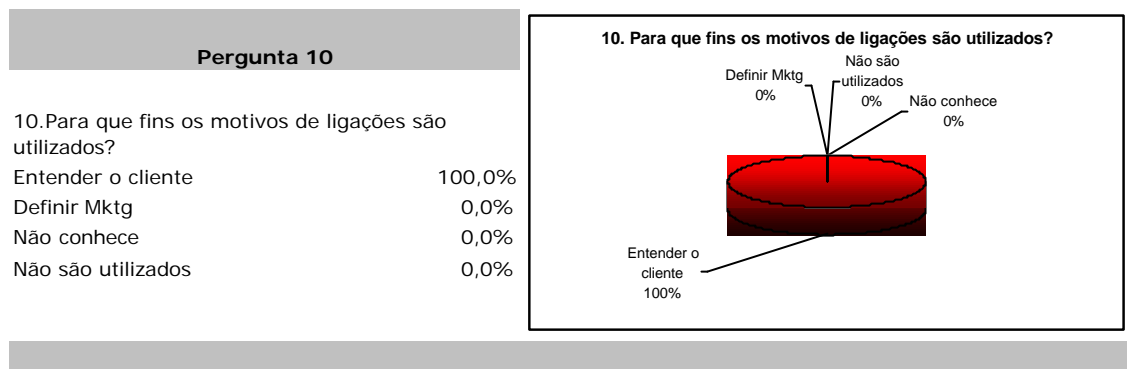 Pergunta 10
10.Para que fins os motivos de ligações são
utilizados?
Entender o cliente 100,0%
Definir Mktg 0,0%
Não conhece 0,0%
Não são utilizados 0,0%
10. Para que fins os motivos de ligações são utilizados?
Definir Mktg
0%
Não são
utilizados
0%
Não conhece
0%
Entender o
cliente
100%